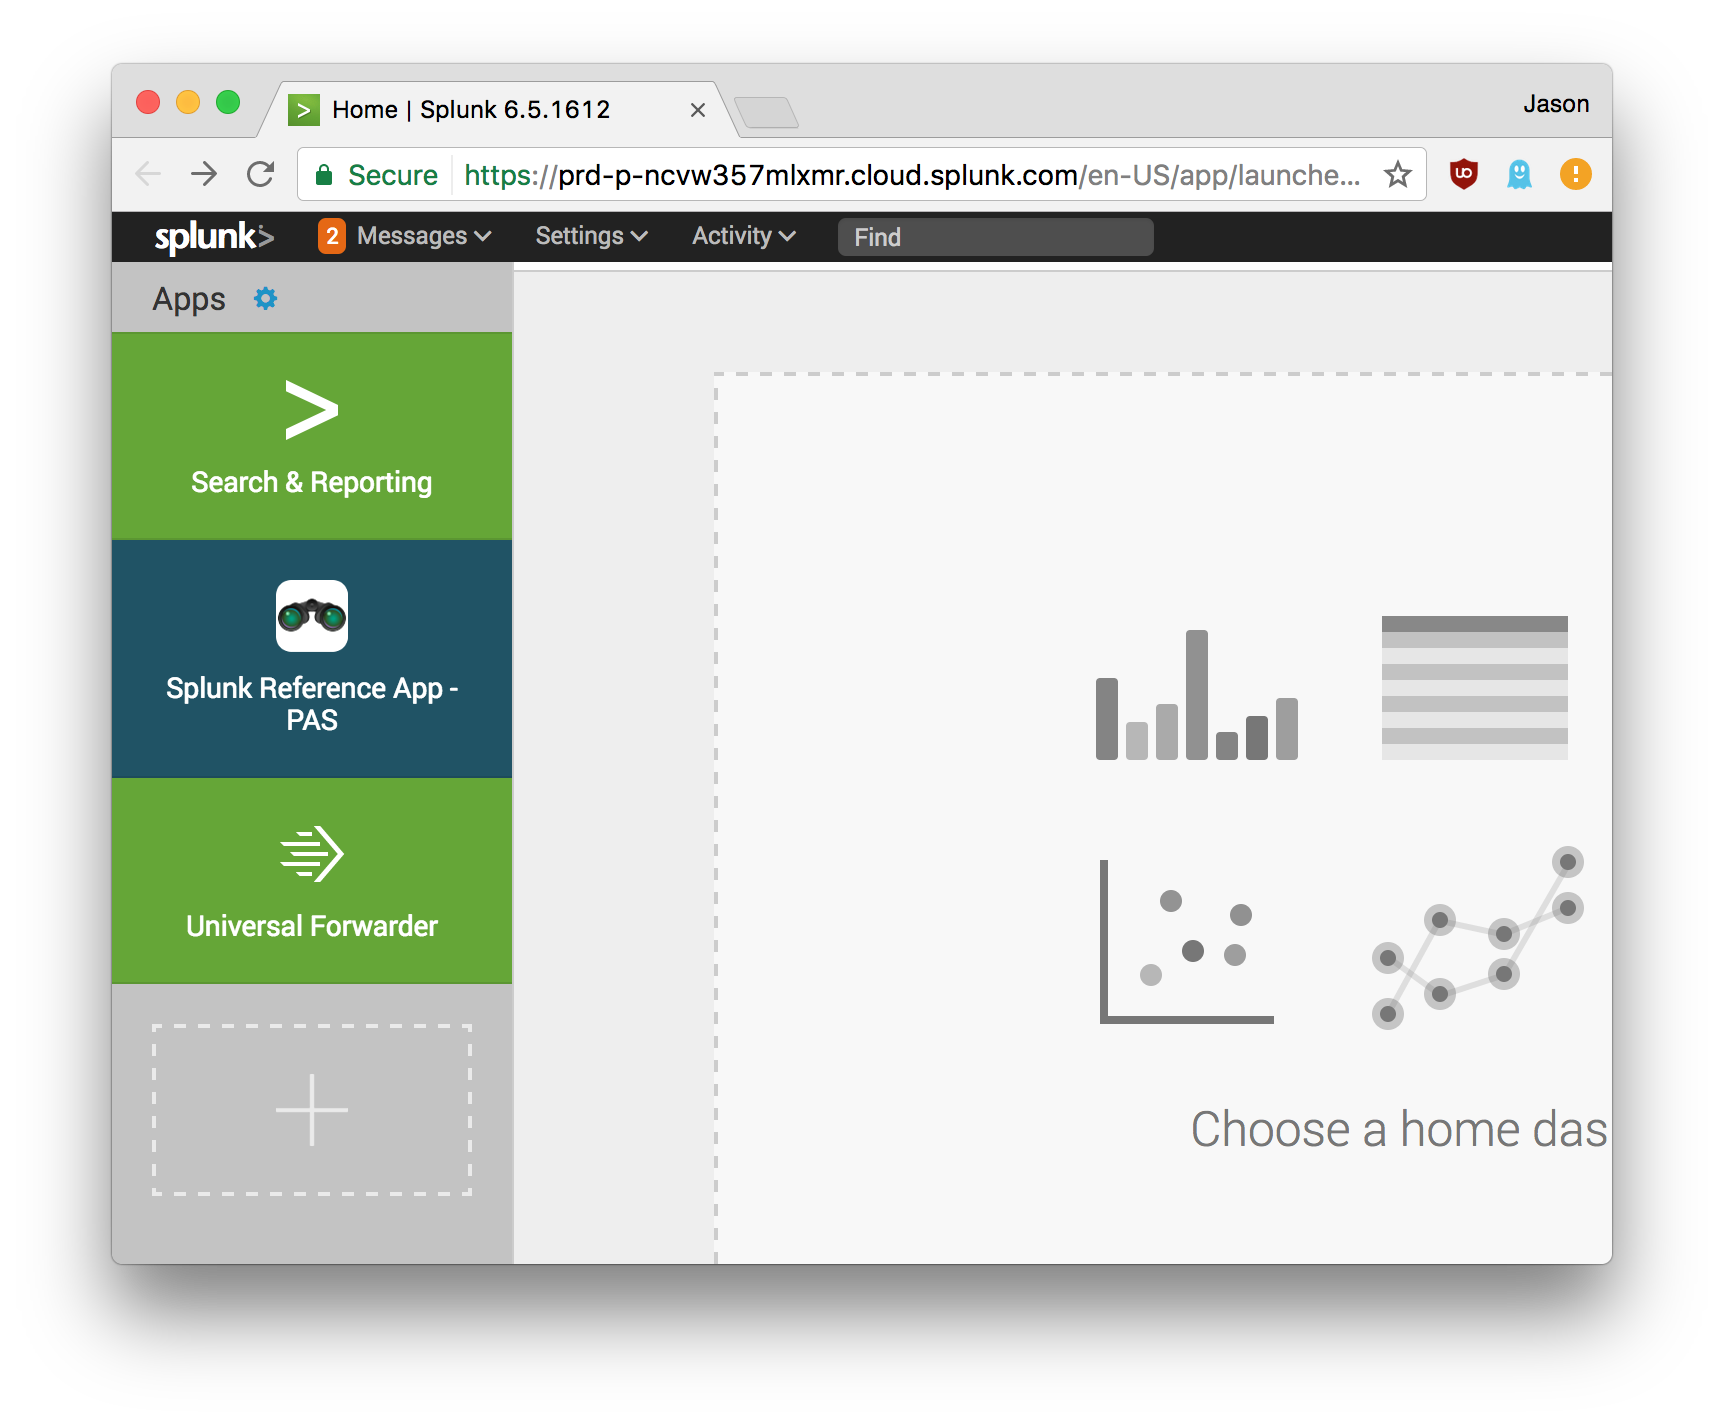 Home | Splunk 6.5.1612
Jason
Secure https://prd-p-ncvw357mlxmr.cloud.splunk.com/en-US/app/launche...
splunk> 2 Messages Settings Activity Find
Apps
>
Search & Reporting
Splunk Reference App -
PAS
Universal Forwarder
Choose a home das